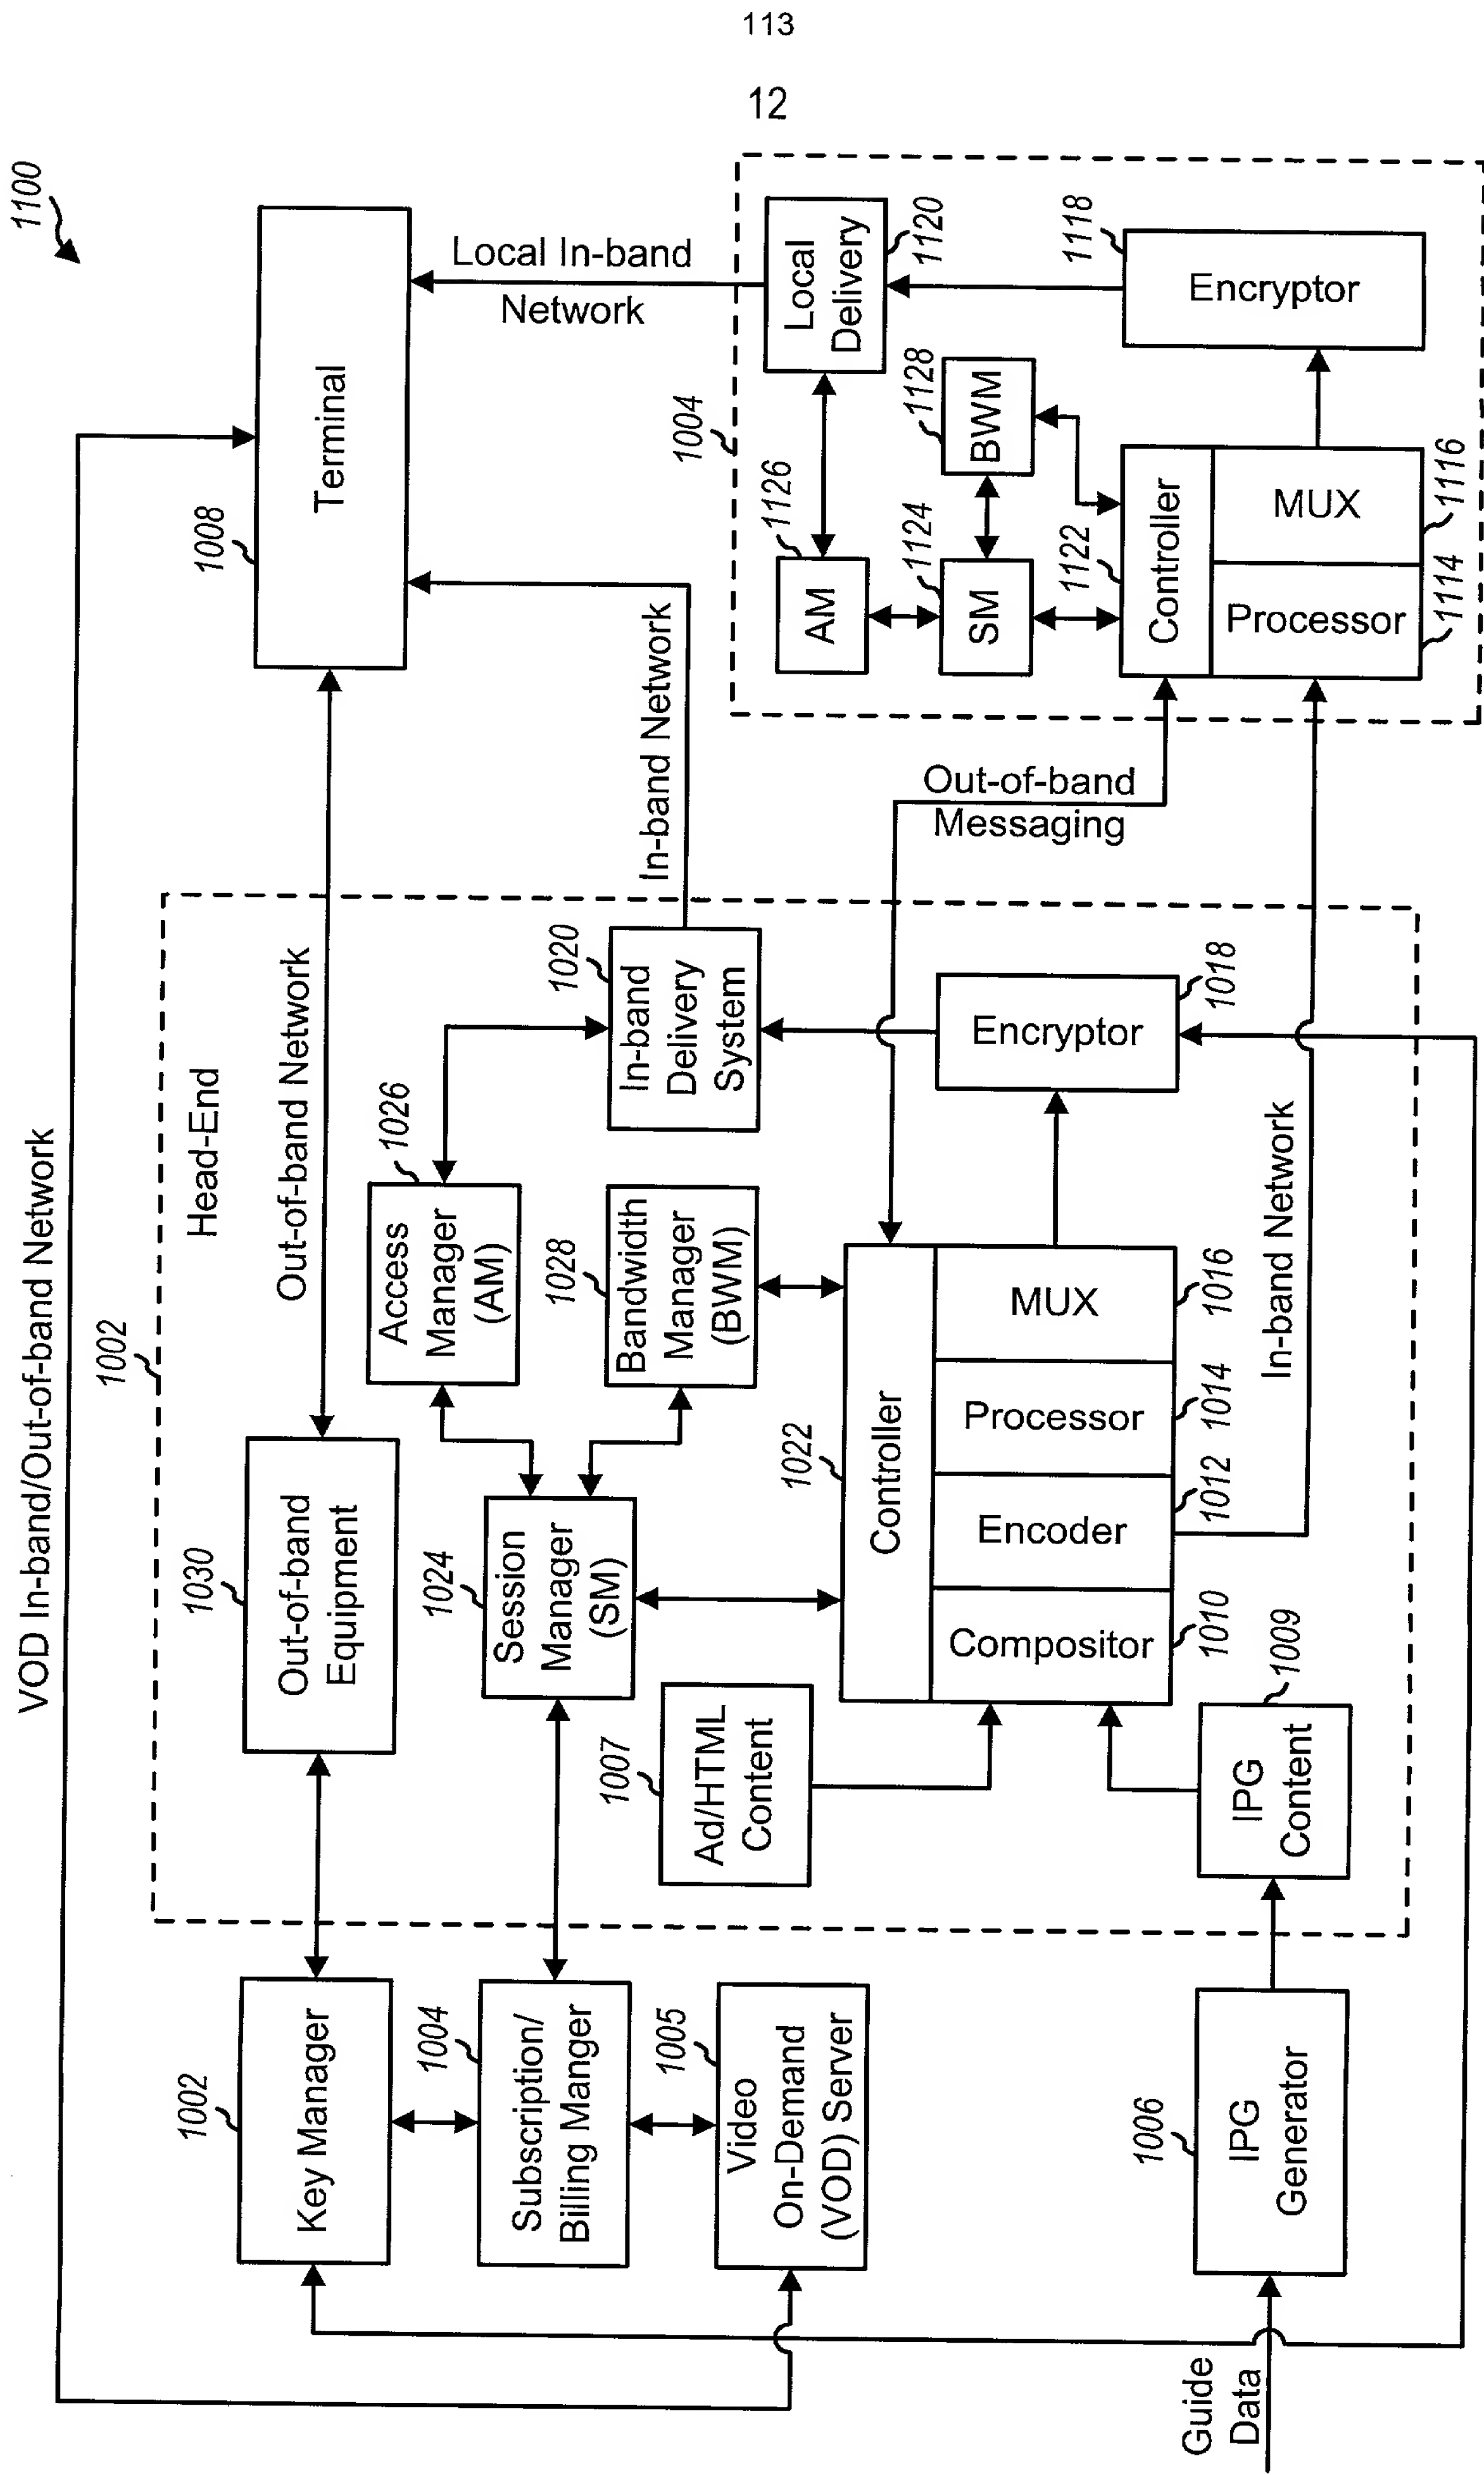 113
12
1100
VOD In-band/Out-of-band Network
1002
Head-End
1008
Terminal
Out-of-band Network
In-band Network
Local In-band
Network
1002
Key Manager
1004
Subscription/
Billing Manger
1005
Video
On-Demand
(VOD) Server
1006
IPG
Generator
Guide
Data
1030
Out-of-band
Equipment
1024
Session
Manager
(SM)
1026
Access
Manager
(AM)
1028
Bandwidth
Manager
(BWM)
1020
In-band
Delivery
System
1007
Ad/HTML
Content
1009
IPG
Content
1022
Controller
Compositor
1010
Encoder
1012
Processor
1014
MUX
1016
Encryptor
1018
In-band Network
Out-of-band
Messaging
1004
1126
AM
1124
SM
1128
BWM
Local
Delivery
1120
1122
Controller
Processor
1114
MUX
1116
Encryptor
1118